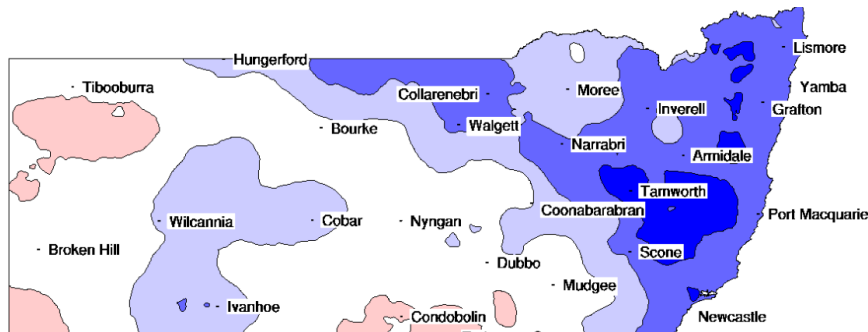 Lismore
Hungerford
Tibooburra
Yamba
Collarenebri
Moree
Inverell
Grafton
Bourke
Walgett
Narrabri
Armidale
Tamworth
Coonabarabran
Port Macquarie
Wilcannia
Cobar
Nyngan
Broken Hill
Scone
Dubbo
Mudgee
Ivanhoe
Condobolin
Newcastle